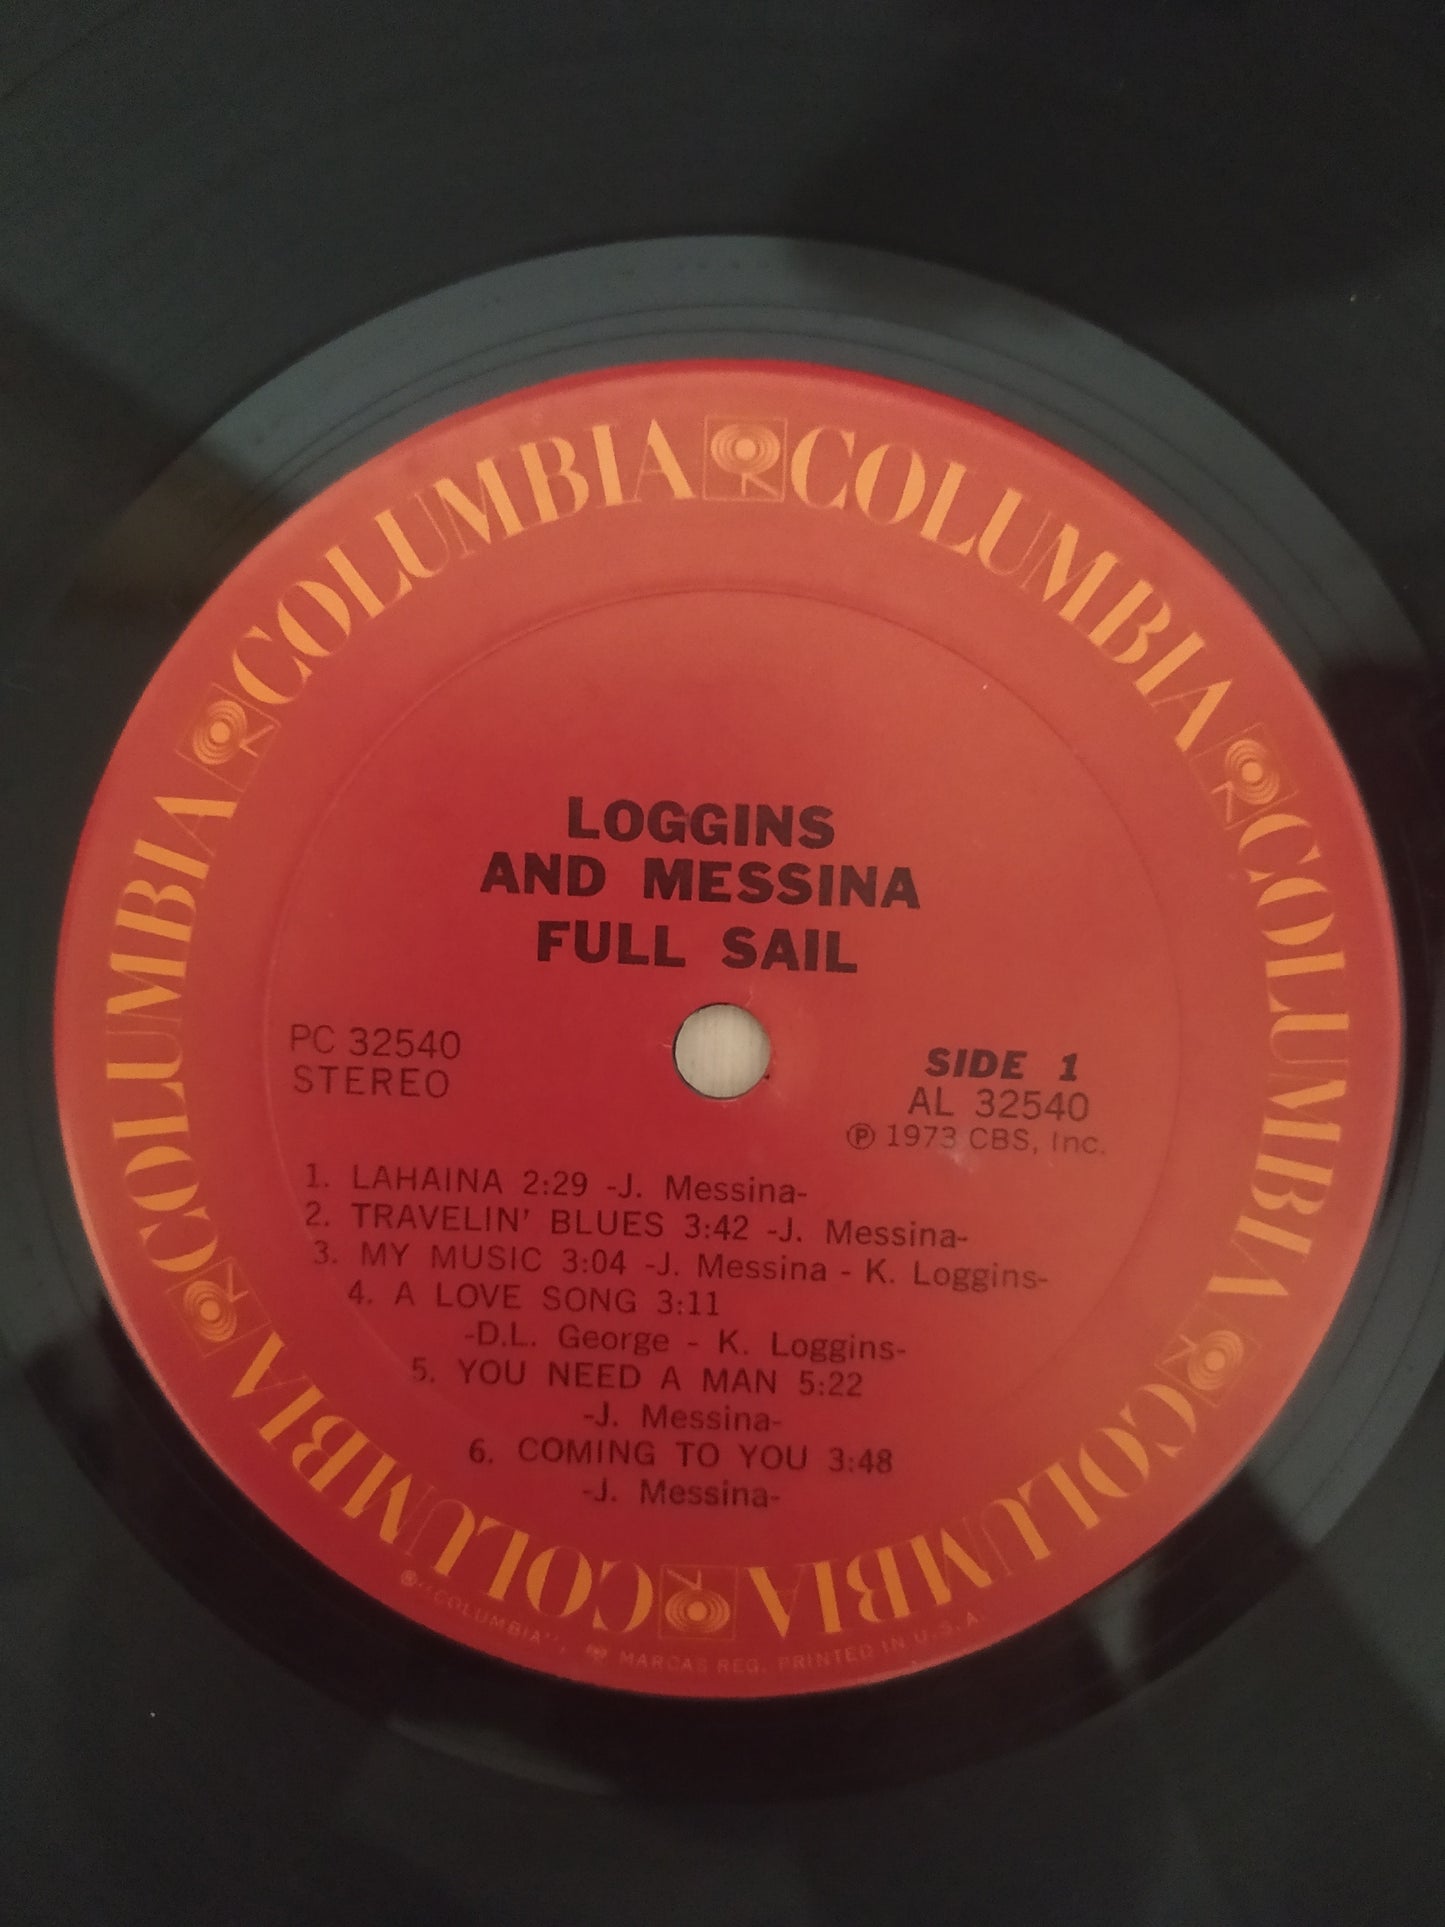 COLUMBIA COLUMBIA COLUMBIA COLUMBIA COLUMBIA COLUMBIA
LOGGINS
AND MESSINA
FULL SAIL
PC 32540
STEREO
SIDE 1
AL 32540
℗ 1973 CBS, Inc.
1. LAHAINA 2:29 -J. Messina-
2. TRAVELIN' BLUES 3:42 -J. Messina-
3. MY MUSIC 3:04 -J. Messina - K. Loggins-
4. A LOVE SONG 3:11
-D.L. George - K. Loggins-
5. YOU NEED A MAN 5:22
-J. Messina-
6. COMING TO YOU 3:48
-J. Messina-
® "COLUMBIA", MARCAS REG. PRINTED IN U.S.A.